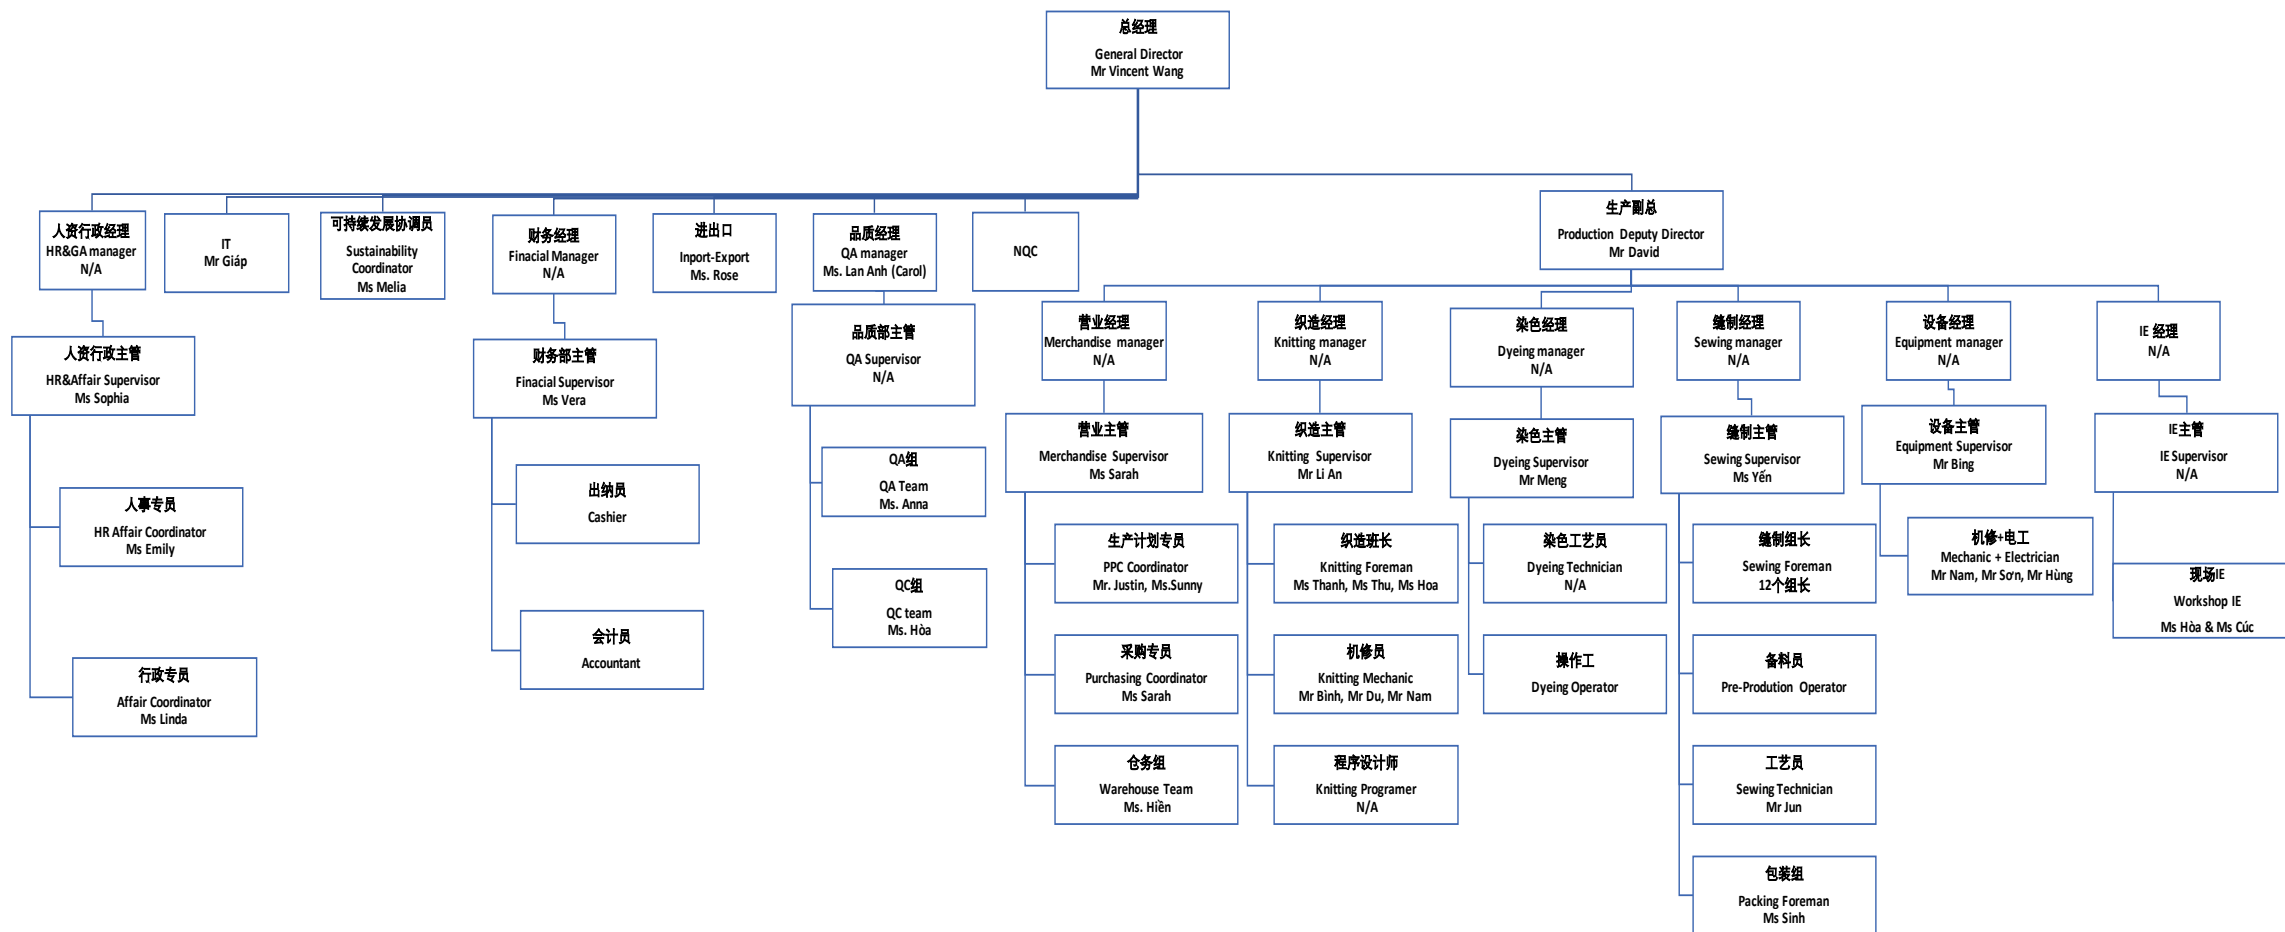 总经理
General Director
Mr Vincent Wang
人资行政经理
HR&GA manager
N/A
IT
Mr Giáp
可持续发展协调员
Sustainability
Coordinator
Ms Melia
财务经理
Finacial Manager
N/A
进出口
Inport-Export
Ms. Rose
品质经理
QA manager
Ms. Lan Anh (Carol)
NQC
生产副总
Production Deputy Director
Mr David
人资行政主管
HR&Affair Supervisor
Ms Sophia
财务部主管
Finacial Supervisor
Ms Vera
品质部主管
QA Supervisor
N/A
营业经理
Merchandise manager
N/A
织造经理
Knitting manager
N/A
染色经理
Dyeing manager
N/A
缝制经理
Sewing manager
N/A
设备经理
Equipment manager
N/A
IE 经理
N/A
营业主管
Merchandise Supervisor
Ms Sarah
织造主管
Knitting Supervisor
Mr Li An
染色主管
Dyeing Supervisor
Mr Meng
缝制主管
Sewing Supervisor
Ms Yến
设备主管
Equipment Supervisor
Mr Bing
IE主管
IE Supervisor
N/A
人事专员
HR Affair Coordinator
Ms Emily
出纳员
Cashier
QA组
QA Team
Ms. Anna
生产计划专员
PPC Coordinator
Mr. Justin, Ms.Sunny
织造班长
Knitting Foreman
Ms Thanh, Ms Thu, Ms Hoa
染色工艺员
Dyeing Technician
N/A
缝制组长
Sewing Foreman
12个组长
机修+电工
Mechanic + Electrician
Mr Nam, Mr Sơn, Mr Hùng
现场IE
Workshop IE
Ms Hòa & Ms Cúc
行政专员
Affair Coordinator
Ms Linda
会计员
Accountant
QC组
QC team
Ms. Hòa
采购专员
Purchasing Coordinator
Ms Sarah
机修员
Knitting Mechanic
Mr Bình, Mr Du, Mr Nam
操作工
Dyeing Operator
备料员
Pre-Prodution Operator
仓务组
Warehouse Team
Ms. Hiền
程序设计师
Knitting Programer
N/A
工艺员
Sewing Technician
Mr Jun
包装组
Packing Foreman
Ms Sinh